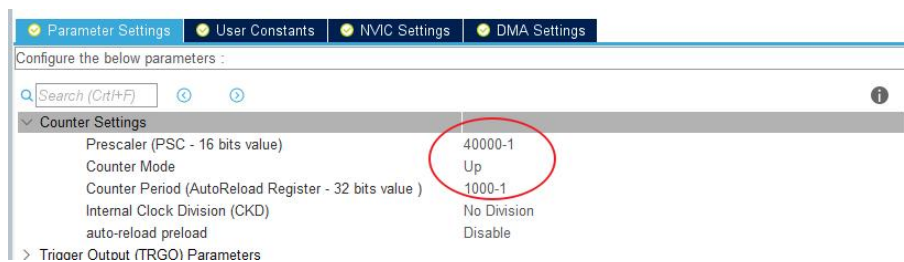 Parameter Settings User Constants NVIC Settings DMA Settings
Configure the below parameters :
Search (Crtl+F)
Counter Settings
Prescaler (PSC - 16 bits value) 40000-1
Counter Mode Up
Counter Period (AutoReload Register - 32 bits value ) 1000-1
Internal Clock Division (CKD) No Division
auto-reload preload Disable
Trigger Output (TRGO) Parameters